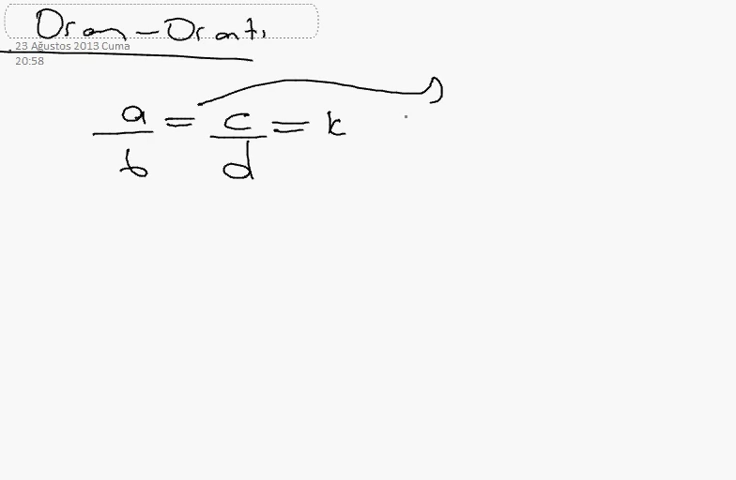 Oran-Orantı
23 Ağustos 2013 Cuma
20:58
a/b = c/d = k